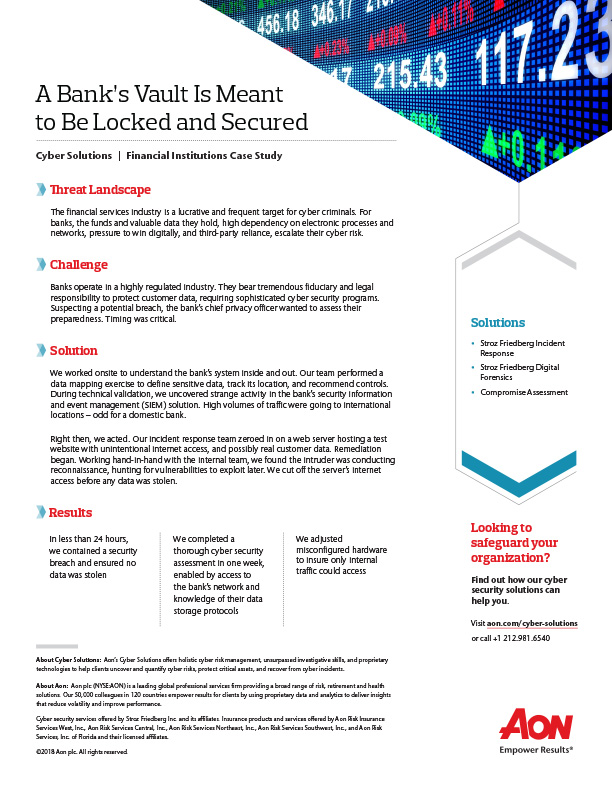 456.18
346.17
215.43
117.23
A Bank's Vault Is Meant
to Be Locked and Secured
Cyber Solutions | Financial Institutions Case Study
Threat Landscape
The financial services industry is a lucrative and frequent target for cyber criminals. For
banks, the funds and valuable data they hold, high dependency on electronic processes and
networks, pressure to win digitally, and third-party reliance, escalate their cyber risk.
Challenge
Banks operate in a highly regulated industry. They bear tremendous fiduciary and legal
responsibility to protect customer data, requiring sophisticated cyber security programs.
Suspecting a potential breach, the bank's chief privacy officer wanted to assess their
preparedness. Timing was critical.
Solution
We worked onsite to understand the bank's system inside and out. Our team performed a
data mapping exercise to define sensitive data, track its location, and recommend controls.
During technical validation, we uncovered strange activity in the bank's security information
and event management (SIEM) solution. High volumes of traffic were going to international
locations – odd for a domestic bank.
Right then, we acted. Our incident response team zeroed in on a web server hosting a test
website with unintentional internet access, and possibly real customer data. Remediation
began. Working hand-in-hand with the internal team, we found the intruder was conducting
reconnaissance, hunting for vulnerabilities to exploit later. We cut off the server's internet
access before any data was stolen.
Results
In less than 24 hours,
we contained a security
breach and ensured no
data was stolen
We completed a
thorough cyber security
assessment in one week,
enabled by access to
the bank's network and
knowledge of their data
storage protocols
We adjusted
misconfigured hardware
to insure only internal
traffic could access
Solutions
• Stroz Friedberg Incident
Response
• Stroz Friedberg Digital
Forensics
• Compromise Assessment
Looking to
safeguard your
organization?
Find out how our cyber
security solutions can
help you.
Visit aon.com/cyber-solutions
or call +1 212.981.6540
About Cyber Solutions: Aon's Cyber Solutions offers holistic cyber risk management, unsurpassed investigative skills, and proprietary
technologies to help clients uncover and quantify cyber risks, protect critical assets, and recover from cyber incidents.
About Aon: Aon plc (NYSE:AON) is a leading global professional services firm providing a broad range of risk, retirement and health
solutions. Our 50,000 colleagues in 120 countries empower results for clients by using proprietary data and analytics to deliver insights
that reduce volatility and improve performance.
Cyber security services offered by Stroz Friedberg Inc. and its affiliates. Insurance products and services offered by Aon Risk Insurance
Services West, Inc., Aon Risk Services Central, Inc., Aon Risk Services Northeast, Inc., Aon Risk Services Southwest, Inc., and Aon Risk
Services, Inc. of Florida and their licensed affiliates.
©2018 Aon plc. All rights reserved.
AON
Empower Results®